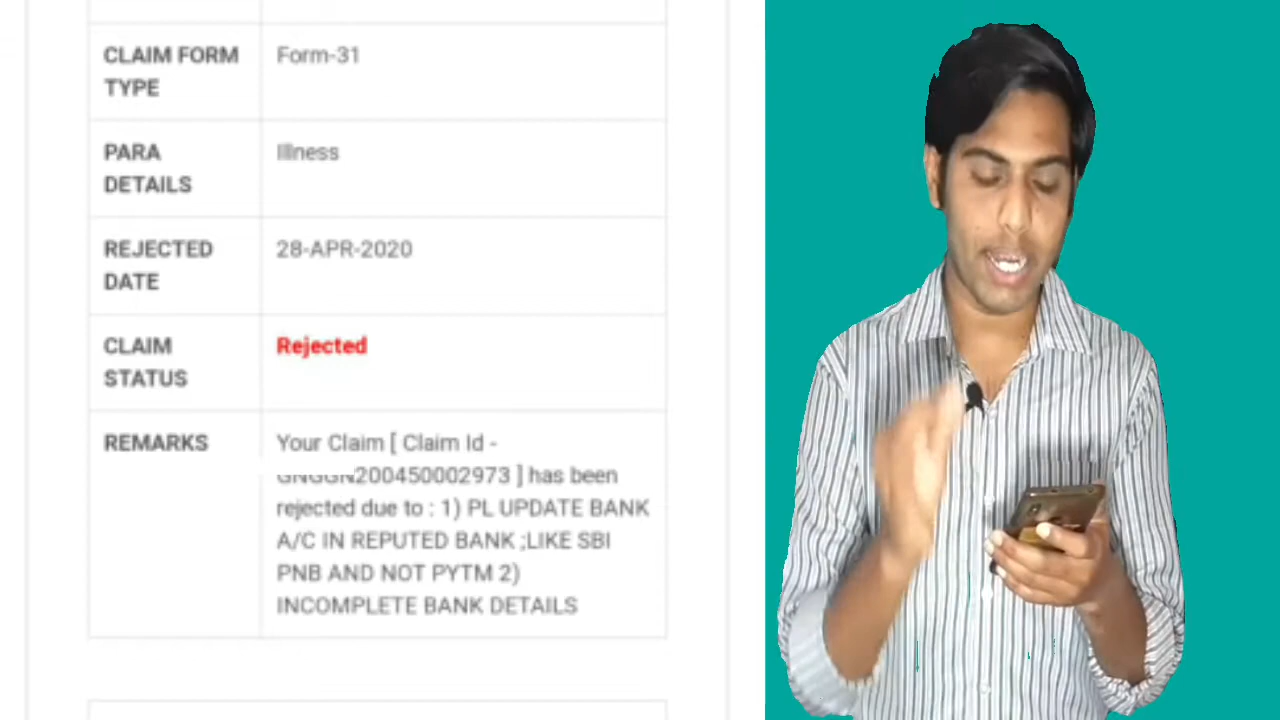 CLAIM FORM TYPE
Form-31
PARA DETAILS
Illness
REJECTED DATE
28-APR-2020
CLAIM STATUS
Rejected
REMARKS
Your Claim [ Claim Id -
200450002973 ] has been
rejected due to : 1) PL UPDATE BANK
A/C IN REPUTED BANK ;LIKE SBI
PNB AND NOT PYTM 2)
INCOMPLETE BANK DETAILS